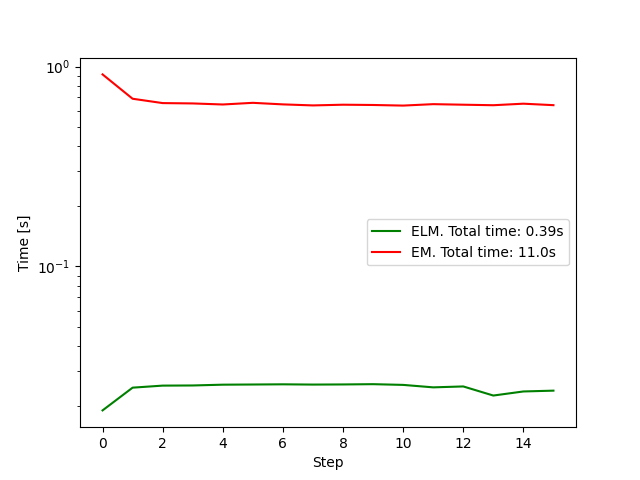 10⁰
10⁻¹
Time [s]
ELM. Total time: 0.39s
EM. Total time: 11.0s
0 2 4 6 8 10 12 14
Step